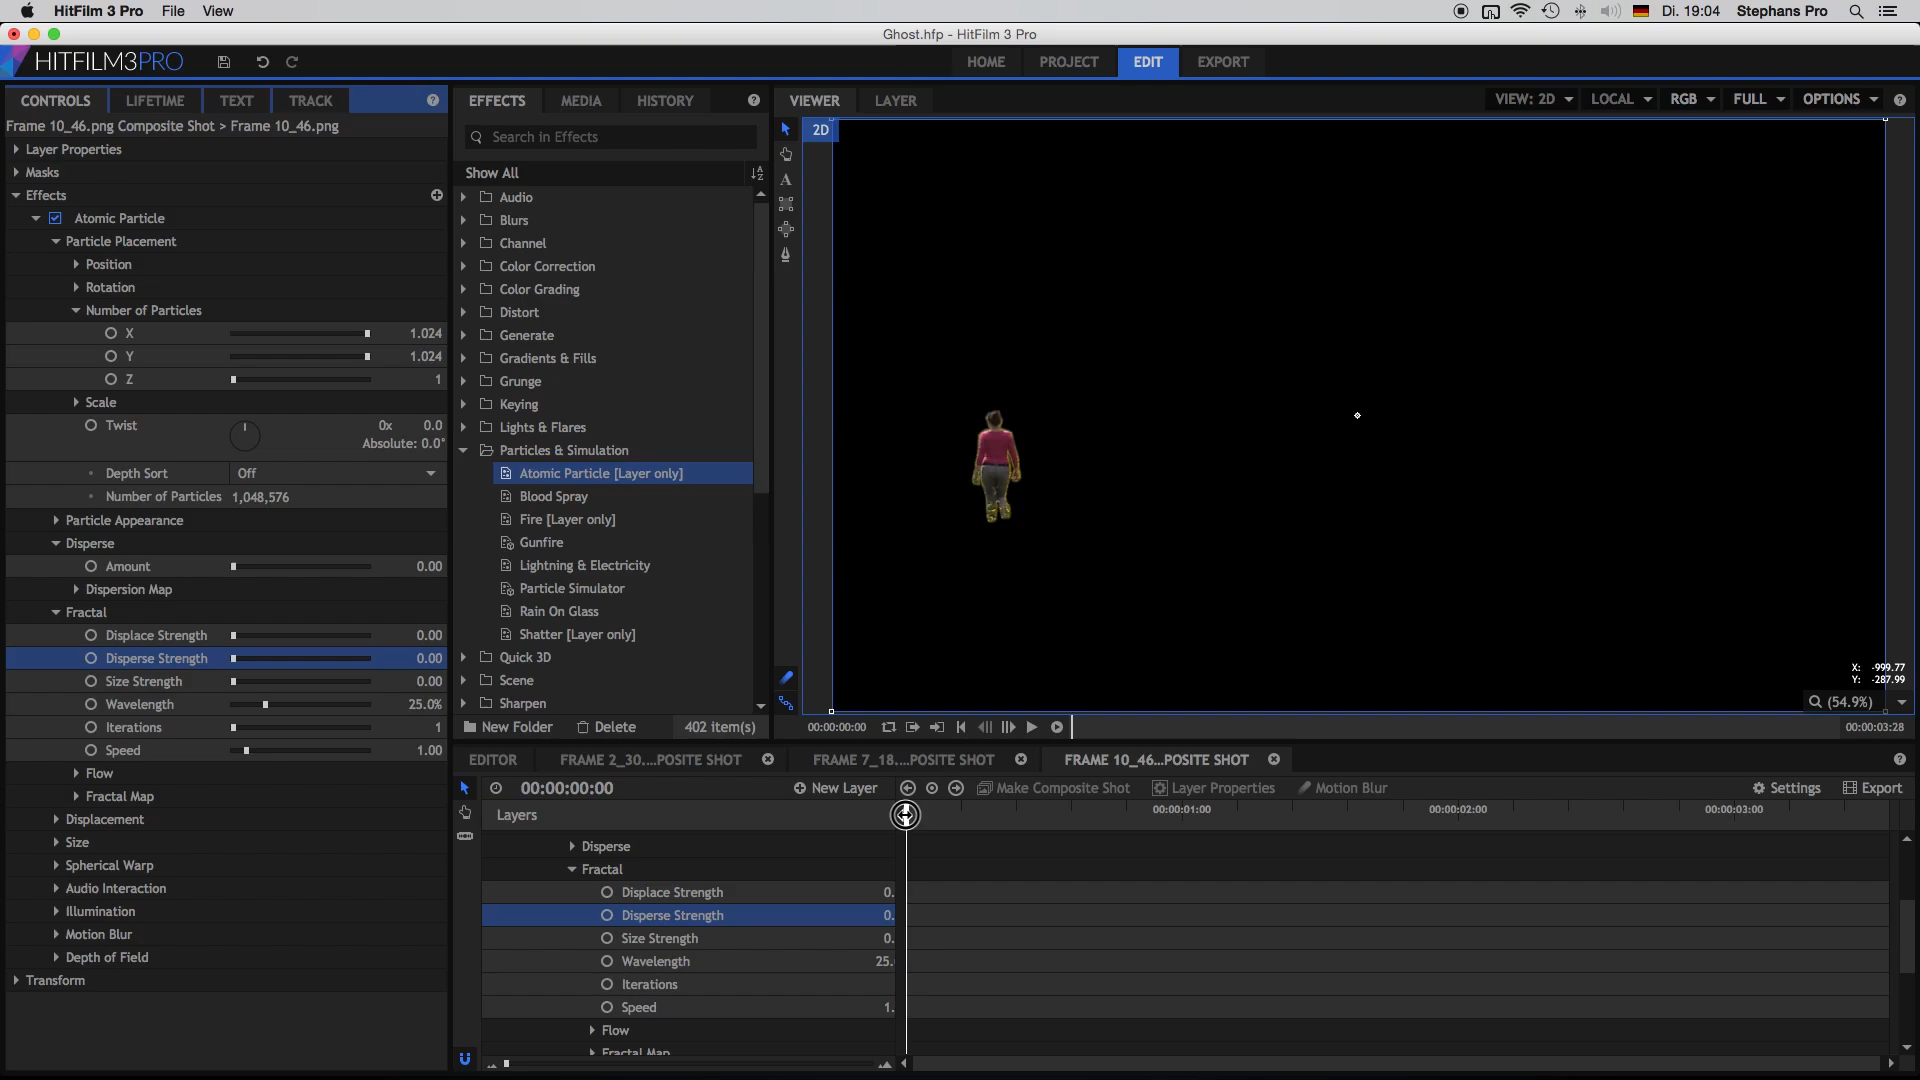 HitFilm 3 Pro File View
Di. 19:04 Stephans Pro
Ghost.hfp - HitFilm 3 Pro
HITFILM3PRO
HOME PROJECT EDIT EXPORT
CONTROLS LIFETIME TEXT TRACK
Frame 10_46.png Composite Shot > Frame 10_46.png
Layer Properties
Masks
Effects
Atomic Particle
Particle Placement
Position
Rotation
Number of Particles
X 1.024
Y 1.024
Z 1
Scale
Twist 0x 0.0
Absolute: 0.0°
Depth Sort Off
Number of Particles 1,048,576
Particle Appearance
Disperse
Amount 0.00
Dispersion Map
Fractal
Displace Strength 0.00
Disperse Strength 0.00
Size Strength 0.00
Wavelength 25.0%
Iterations 1
Speed 1.00
Flow
Fractal Map
Displacement
Size
Spherical Warp
Audio Interaction
Illumination
Motion Blur
Depth of Field
Transform
EFFECTS MEDIA HISTORY
Search in Effects
Show All
Audio
Blurs
Channel
Color Correction
Color Grading
Distort
Generate
Gradients & Fills
Grunge
Keying
Lights & Flares
Particles & Simulation
Atomic Particle [Layer only]
Blood Spray
Fire [Layer only]
Gunfire
Lightning & Electricity
Particle Simulator
Rain On Glass
Shatter [Layer only]
Quick 3D
Scene
Sharpen
New Folder Delete 402 item(s)
VIEWER LAYER
VIEW: 2D LOCAL RGB FULL OPTIONS
2D
A
X: -999.77
Y: -287.99
(54.9%)
00:00:00:00 00:00:03:28
EDITOR FRAME 2_30....POSITE SHOT FRAME 7_18....POSITE SHOT FRAME 10_46...POSITE SHOT
00:00:00:00 New Layer Make Composite Shot Layer Properties Motion Blur Settings Export
Layers 00:00:01:00 00:00:02:00 00:00:03:00
Disperse
Fractal
Displace Strength 0.
Disperse Strength 0.
Size Strength 0.
Wavelength 25.
Iterations
Speed 1.
Flow
Fractal Map